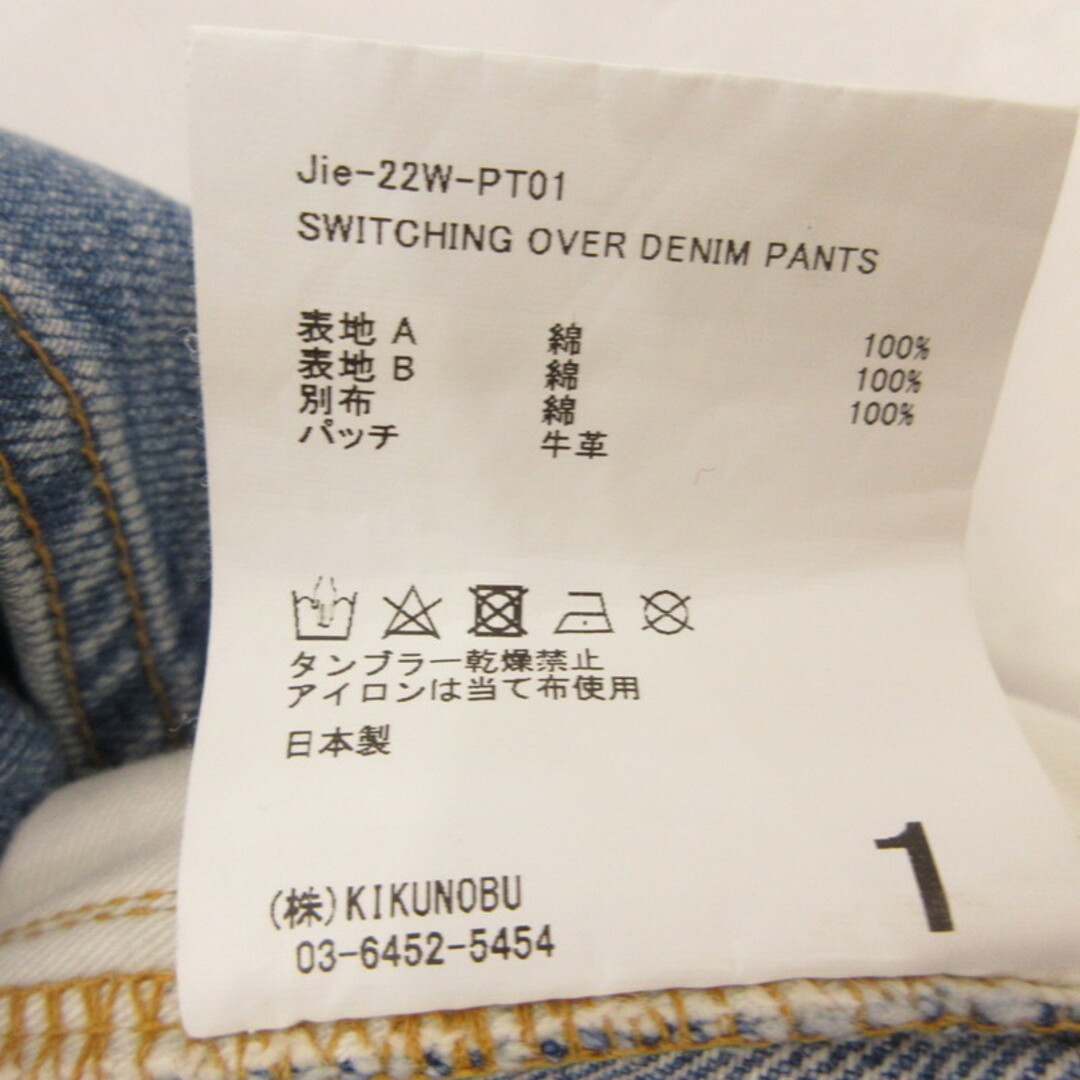 Jie-22W-PT01
SWITCHING OVER DENIM PANTS
表地 A 綿 100%
表地 B 綿 100%
別布 綿 100%
パッチ 牛革
タンブラー乾燥禁止
アイロンは当て布使用
日本製
1
(株)KIKUNOBU
03-6452-5454